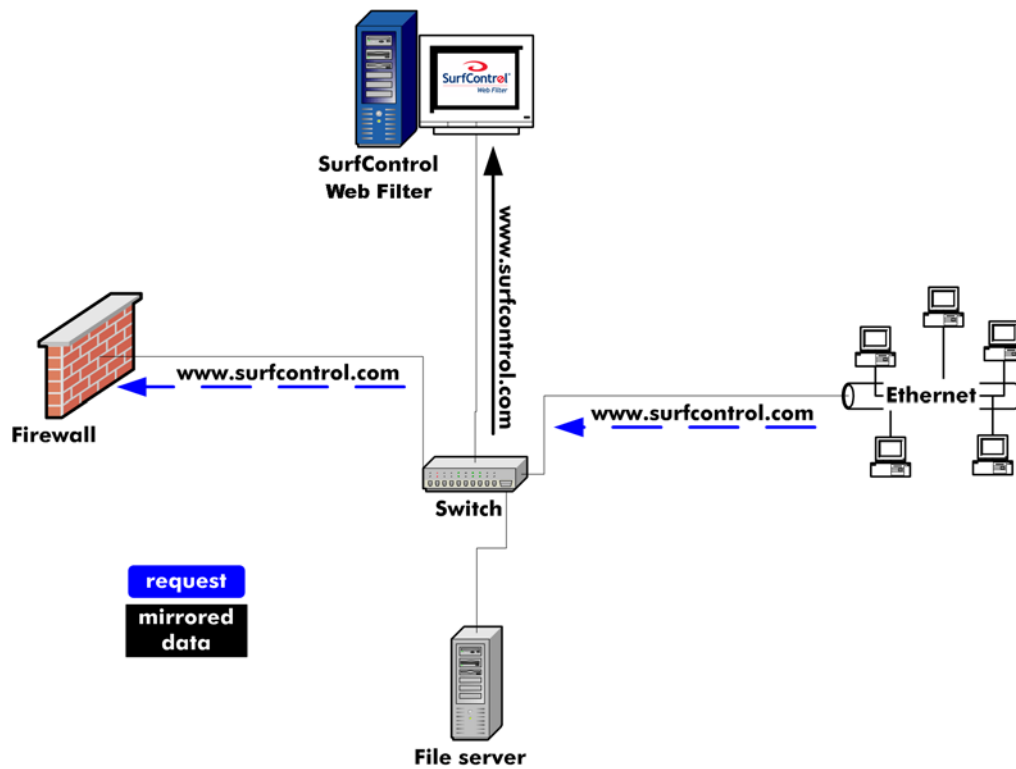 SurfControl™
Web Filter
SurfControl
Web Filter
www.surfcontrol.com
www.surfcontrol.com
www.surfcontrol.com
Firewall
Ethernet
Switch
request
mirrored
data
File server